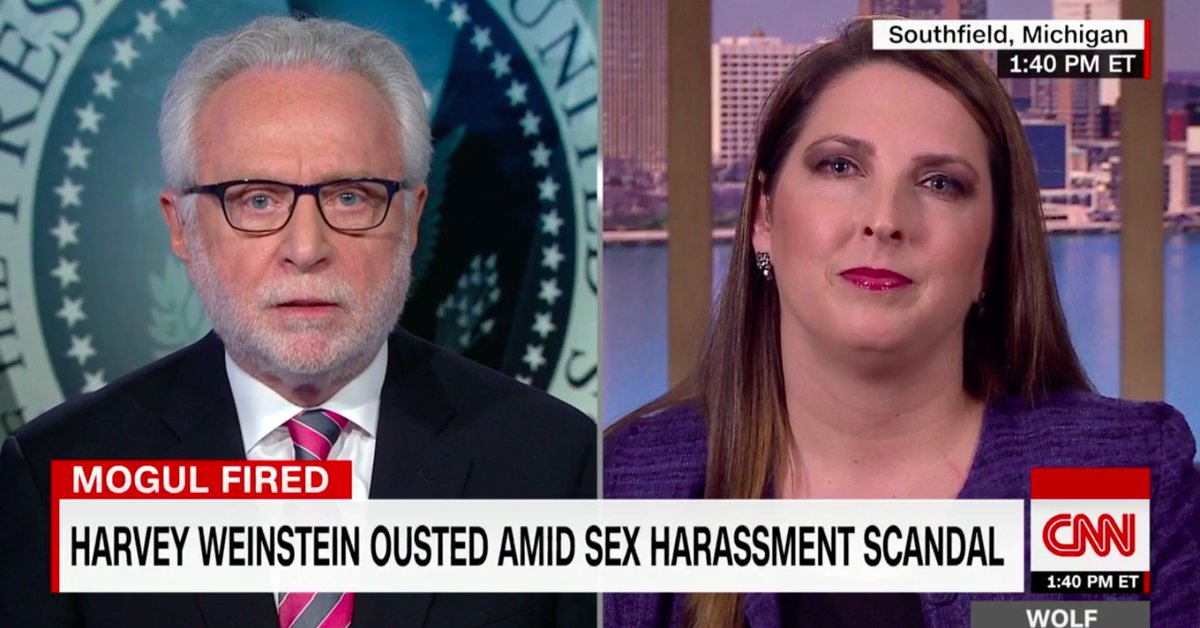 Southfield, Michigan
1:40 PM ET
MOGUL FIRED
HARVEY WEINSTEIN OUSTED AMID SEX HARASSMENT SCANDAL
CNN
1:40 PM ET
WOLF